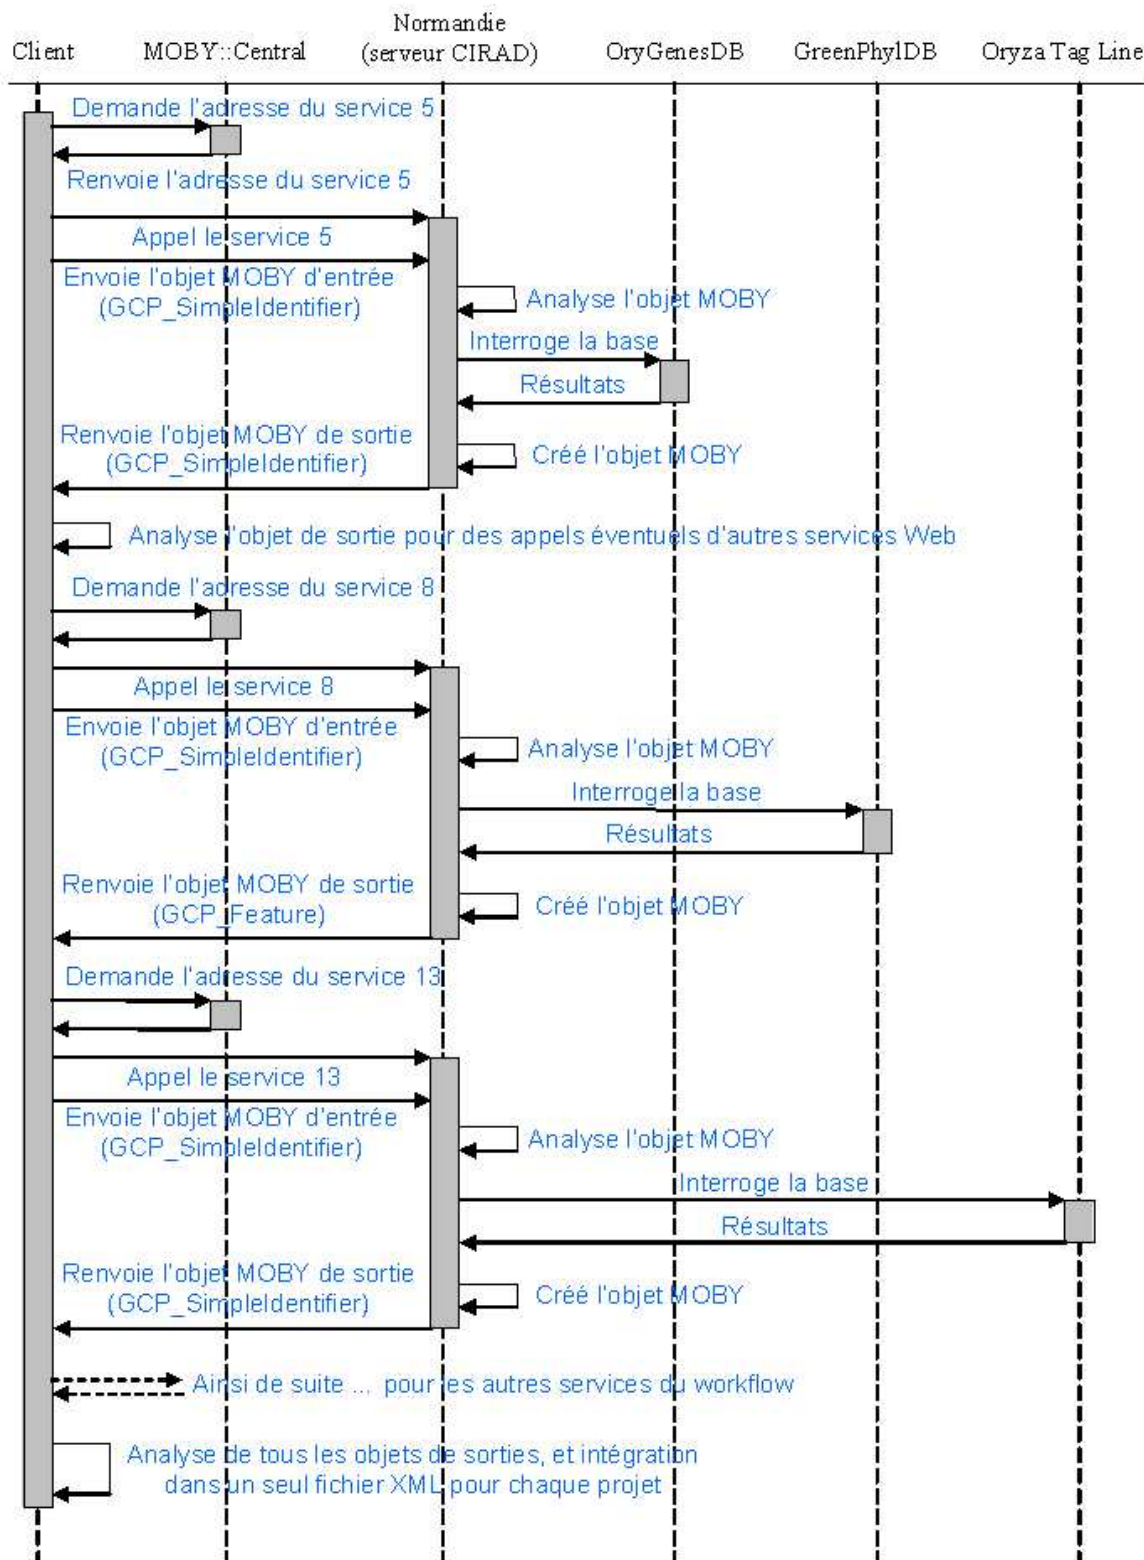 Client
MOBY::Central
Normandie
(serveur CIRAD)
OryGenesDB
GreenPhylDB
Oryza Tag Line
Demande l'adresse du service 5
Renvoie l'adresse du service 5
Appel le service 5
Envoie l'objet MOBY d'entrée
(GCP_SimpleIdentifier)
Analyse l'objet MOBY
Interroge la base
Résultats
Renvoie l'objet MOBY de sortie
(GCP_SimpleIdentifier)
Créé l'objet MOBY
Analyse l'objet de sortie pour des appels éventuels d'autres services Web
Demande l'adresse du service 8
Appel le service 8
Envoie l'objet MOBY d'entrée
(GCP_SimpleIdentifier)
Analyse l'objet MOBY
Interroge la base
Résultats
Renvoie l'objet MOBY de sortie
(GCP_Feature)
Créé l'objet MOBY
Demande l'adresse du service 13
Appel le service 13
Envoie l'objet MOBY d'entrée
(GCP_SimpleIdentifier)
Analyse l'objet MOBY
Interroge la base
Résultats
Renvoie l'objet MOBY de sortie
(GCP_SimpleIdentifier)
Créé l'objet MOBY
Ainsi de suite ... pour les autres services du workflow
Analyse de tous les objets de sorties, et intégration
dans un seul fichier XML pour chaque projet